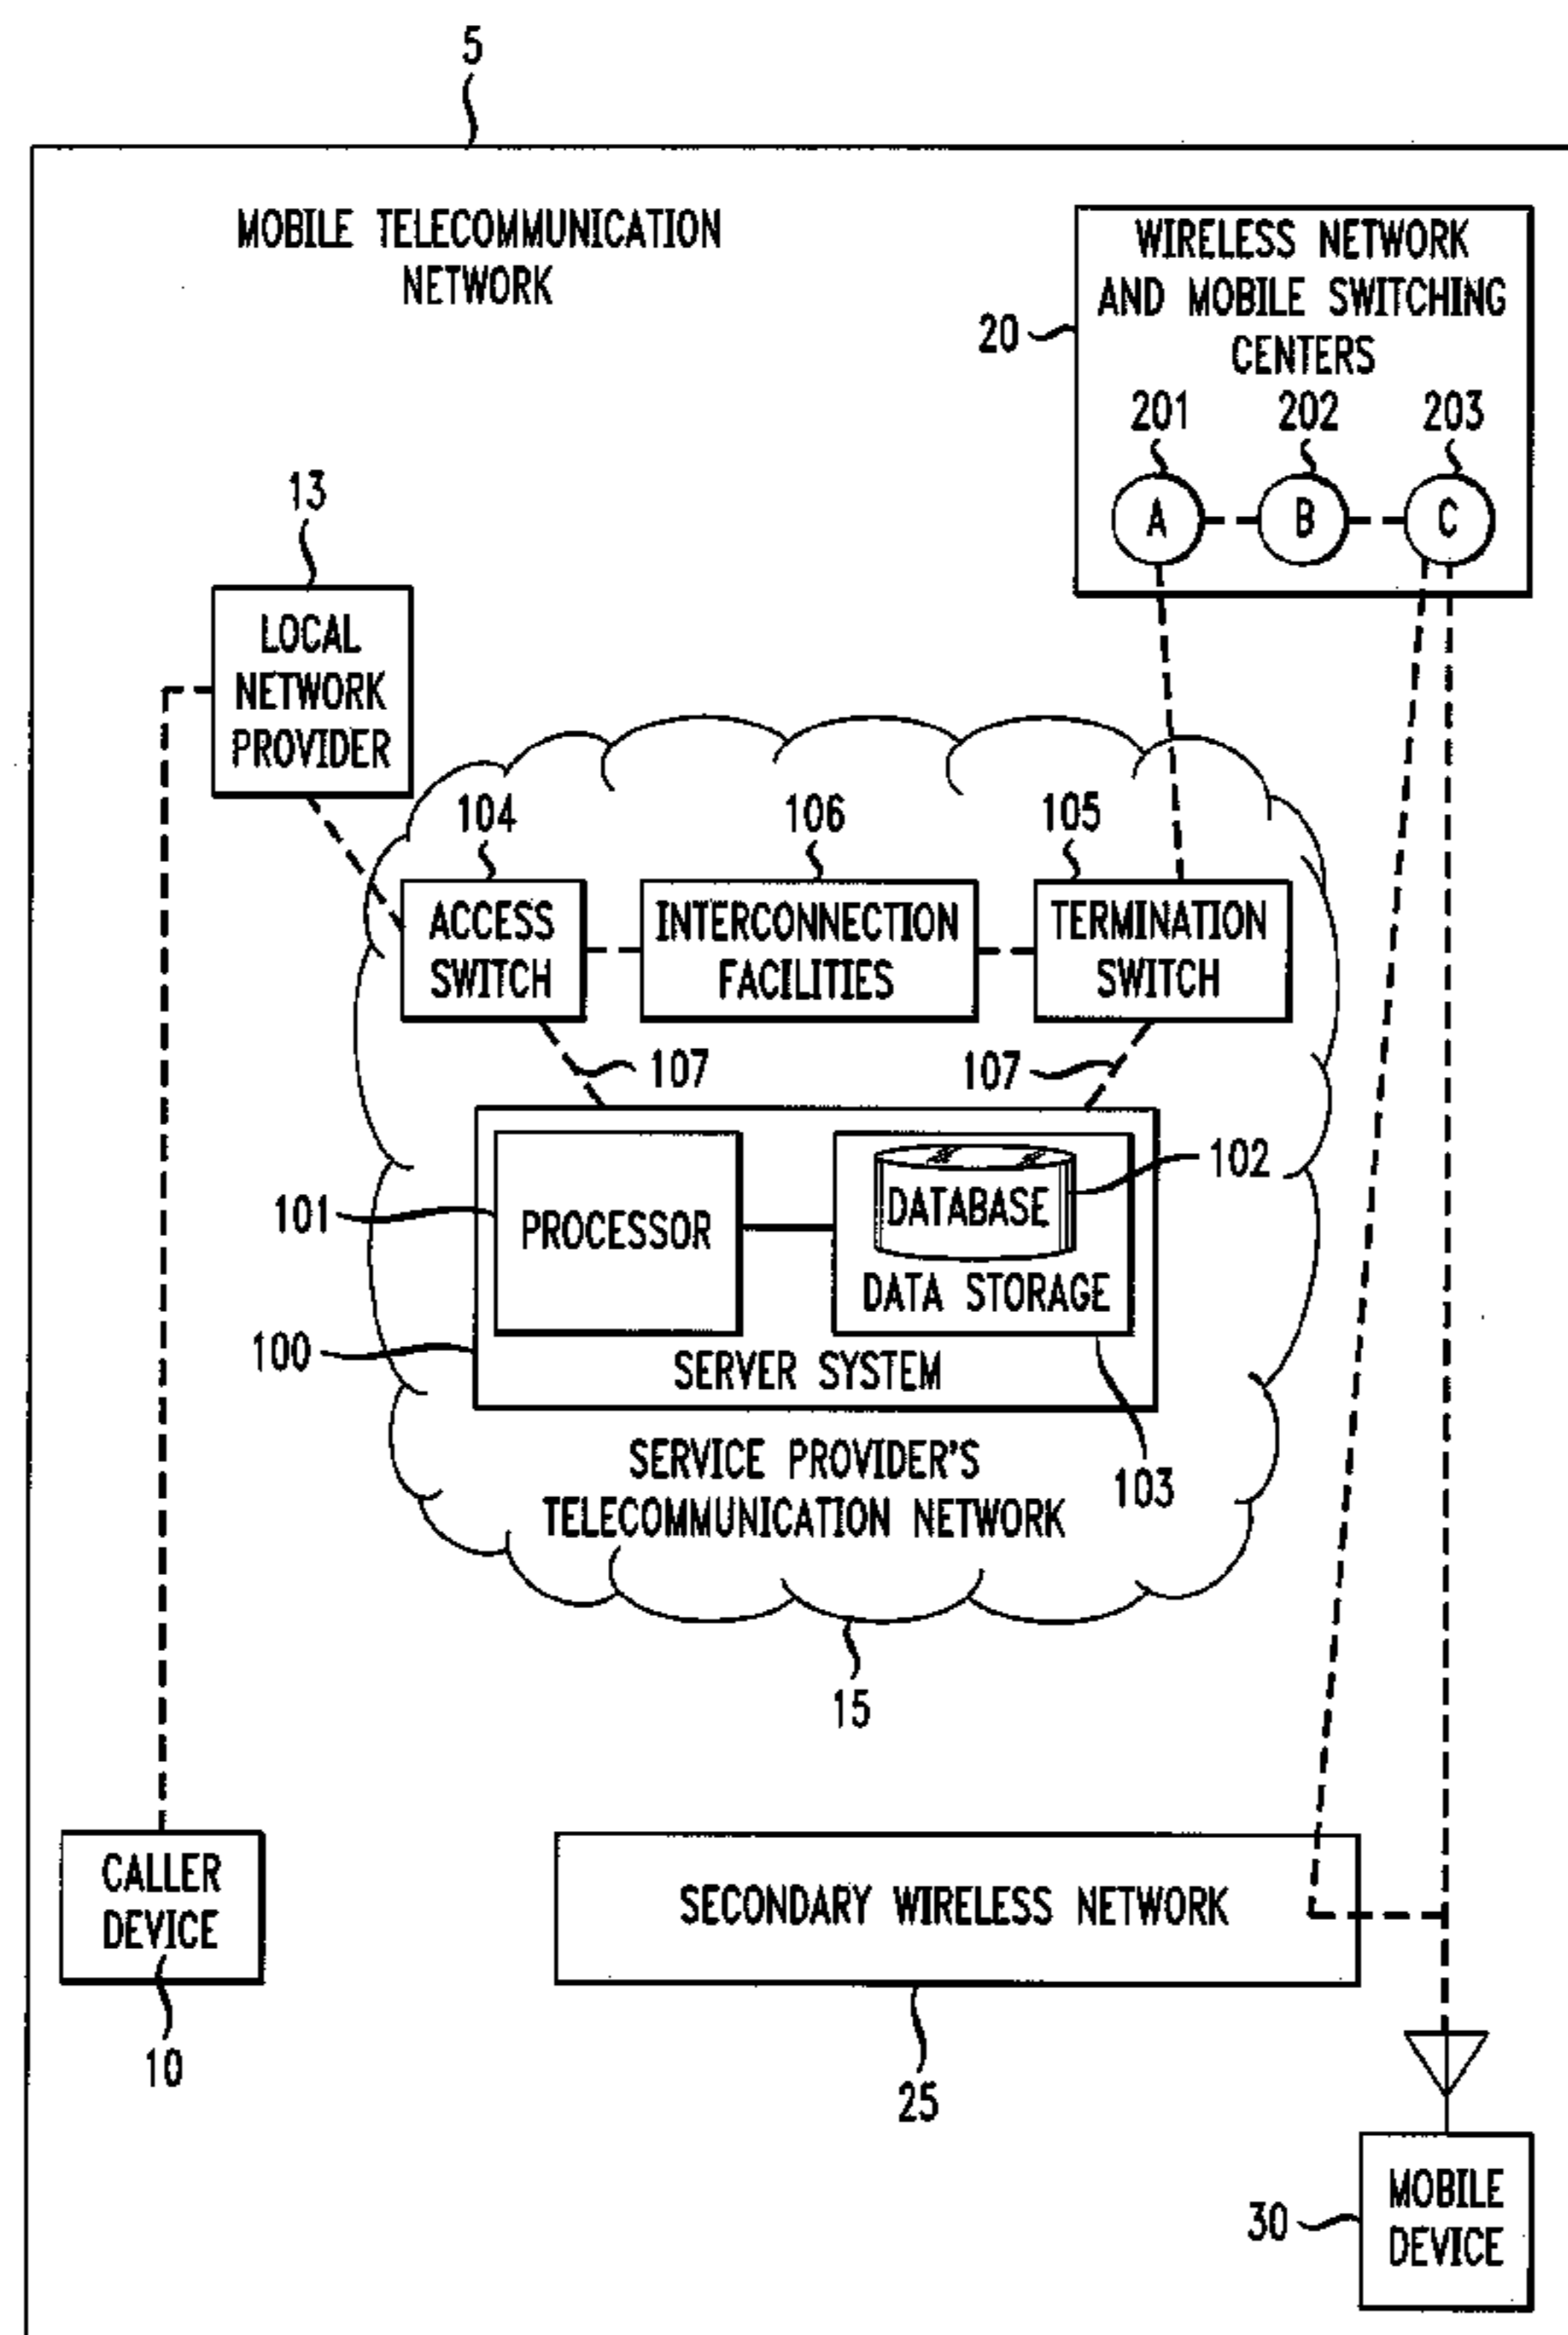 5
MOBILE TELECOMMUNICATION
NETWORK
WIRELESS NETWORK
AND MOBILE SWITCHING
CENTERS
20
201
202
203
A
B
C
13
LOCAL
NETWORK
PROVIDER
104
106
105
ACCESS
SWITCH
INTERCONNECTION
FACILITIES
TERMINATION
SWITCH
107
107
102
DATABASE
101
PROCESSOR
DATA STORAGE
100
SERVER SYSTEM
103
SERVICE PROVIDER'S
TELECOMMUNICATION NETWORK
15
CALLER
DEVICE
10
SECONDARY WIRELESS NETWORK
25
30
MOBILE
DEVICE